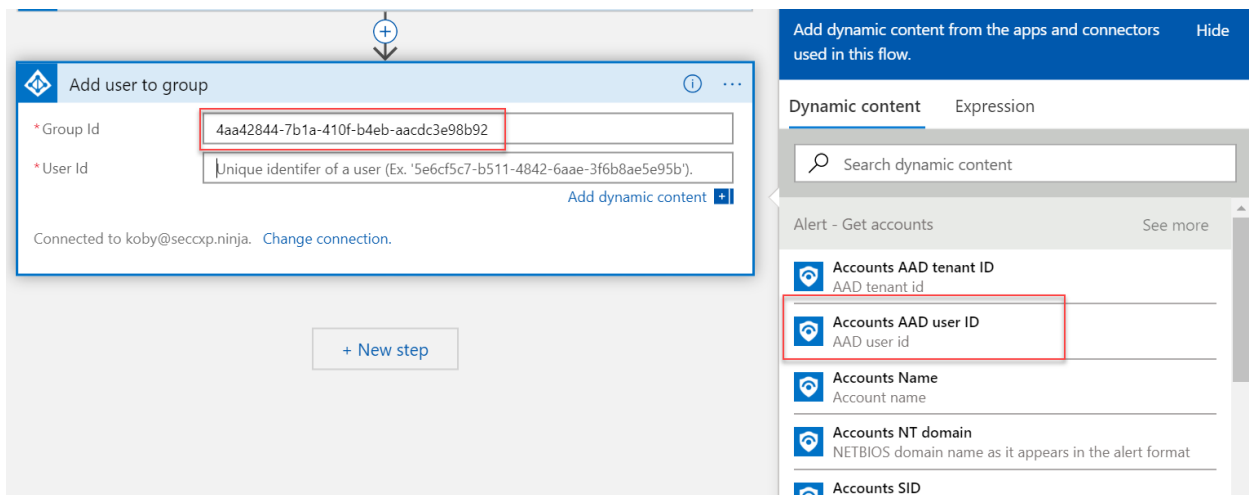 Add user to group
* Group Id
4aa42844-7b1a-410f-b4eb-aacdc3e98b92
* User Id
Unique identifer of a user (Ex. '5e6cf5c7-b511-4842-6aae-3f6b8ae5e95b').
Add dynamic content
Connected to koby@seccxp.ninja. Change connection.
+ New step
Add dynamic content from the apps and connectors
used in this flow.
Hide
Dynamic content
Expression
Search dynamic content
Alert - Get accounts
See more
Accounts AAD tenant ID
AAD tenant id
Accounts AAD user ID
AAD user id
Accounts Name
Account name
Accounts NT domain
NETBIOS domain name as it appears in the alert format
Accounts SID